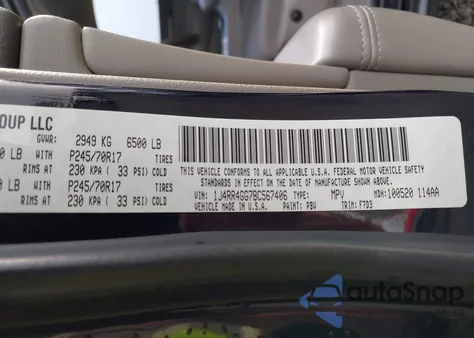 OUP LLC
GVWR: 2949 KG 6500 LB
LB WITH P245/70R17 TIRES
RIMS AT 230 KPA ( 33 PSI) COLD
LB WITH P245/70R17 TIRES
RIMS AT 230 KPA ( 33 PSI) COLD
THIS VEHICLE CONFORMS TO ALL APPLICABLE U.S.A. FEDERAL MOTOR VEHICLE SAFETY
STANDARDS IN EFFECT ON THE DATE OF MANUFACTURE SHOWN ABOVE.
VIN: 1J4RR4GG7BC567406 TYPE: MPV MDH: 100520 114AA
VEHICLE MADE IN U.S.A. PAINT: PBV TRIM: F7D3
autoSnap